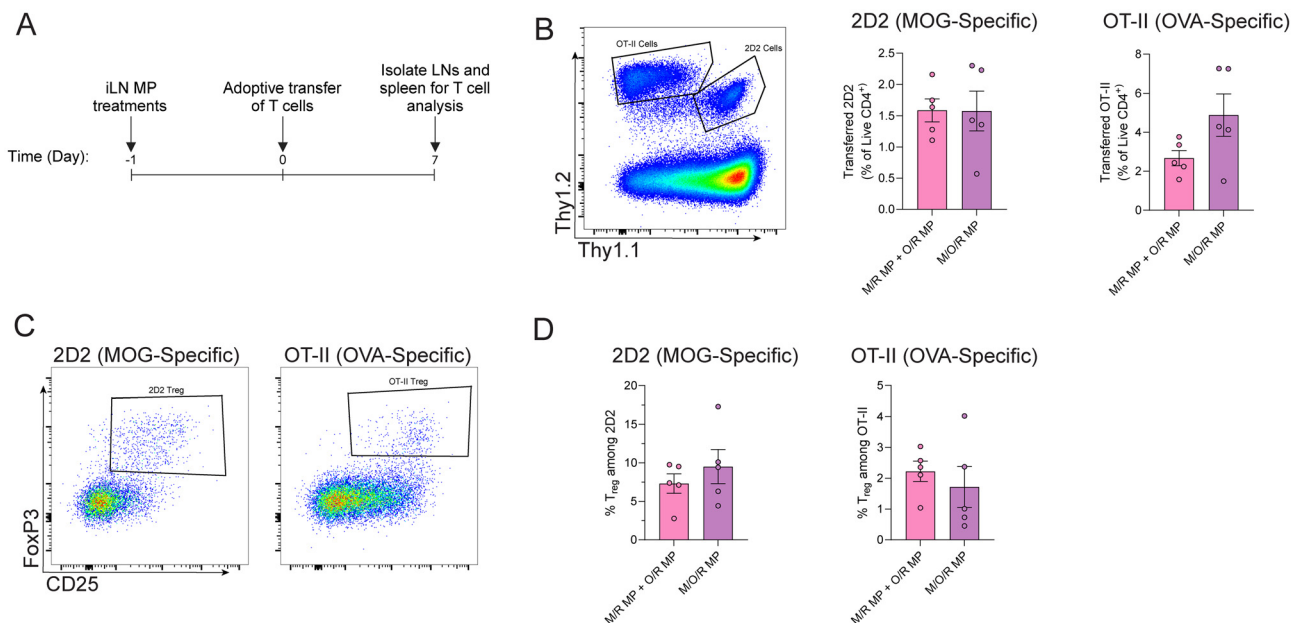 A
iLN MP
treatments
Adoptive transfer
of T cells
Isolate LNs and
spleen for T cell
analysis
Time (Day):
-1
0
7
B
OT-II Cells
2D2 Cells
Thy1.2
Thy1.1
2D2 (MOG-Specific)
Transferred 2D2
(% of Live CD4⁺)
2.5
2.0
1.5
1.0
0.5
0.0
M/R MP + O/R MP
M/O/R MP
OT-II (OVA-Specific)
Transferred OT-II
(% of Live CD4⁺)
8
6
4
2
0
M/R MP + O/R MP
M/O/R MP
C
2D2 (MOG-Specific)
2D2 Treg
OT-II (OVA-Specific)
OT-II Treg
FoxP3
CD25
D
2D2 (MOG-Specific)
% Treg among 2D2
20
15
10
5
0
M/R MP + O/R MP
M/O/R MP
OT-II (OVA-Specific)
% Treg among OT-II
5
4
3
2
1
0
M/R MP + O/R MP
M/O/R MP